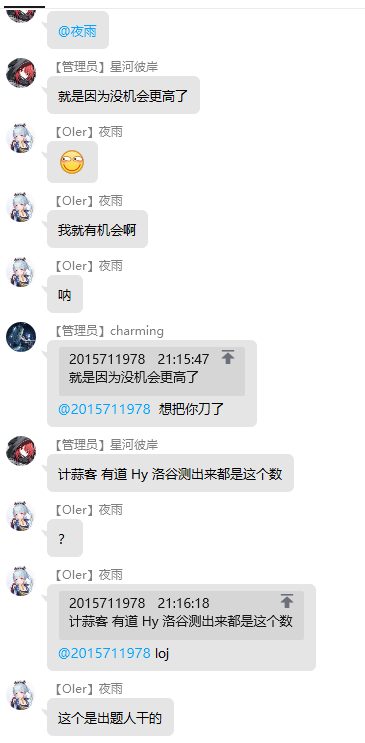 @夜雨
【管理员】星河彼岸
就是因为没机会更高了
【OIer】夜雨
【OIer】夜雨
我就有机会啊
【OIer】夜雨
呐
【管理员】charming
2015711978 21:15:47
就是因为没机会更高了
@2015711978 想把你刀了
【管理员】星河彼岸
计蒜客 有道 Hy 洛谷测出来都是这个数
【OIer】夜雨
?
【OIer】夜雨
2015711978 21:16:18
计蒜客 有道 Hy 洛谷测出来都是这个数
@2015711978 loj
【OIer】夜雨
这个是出题人干的